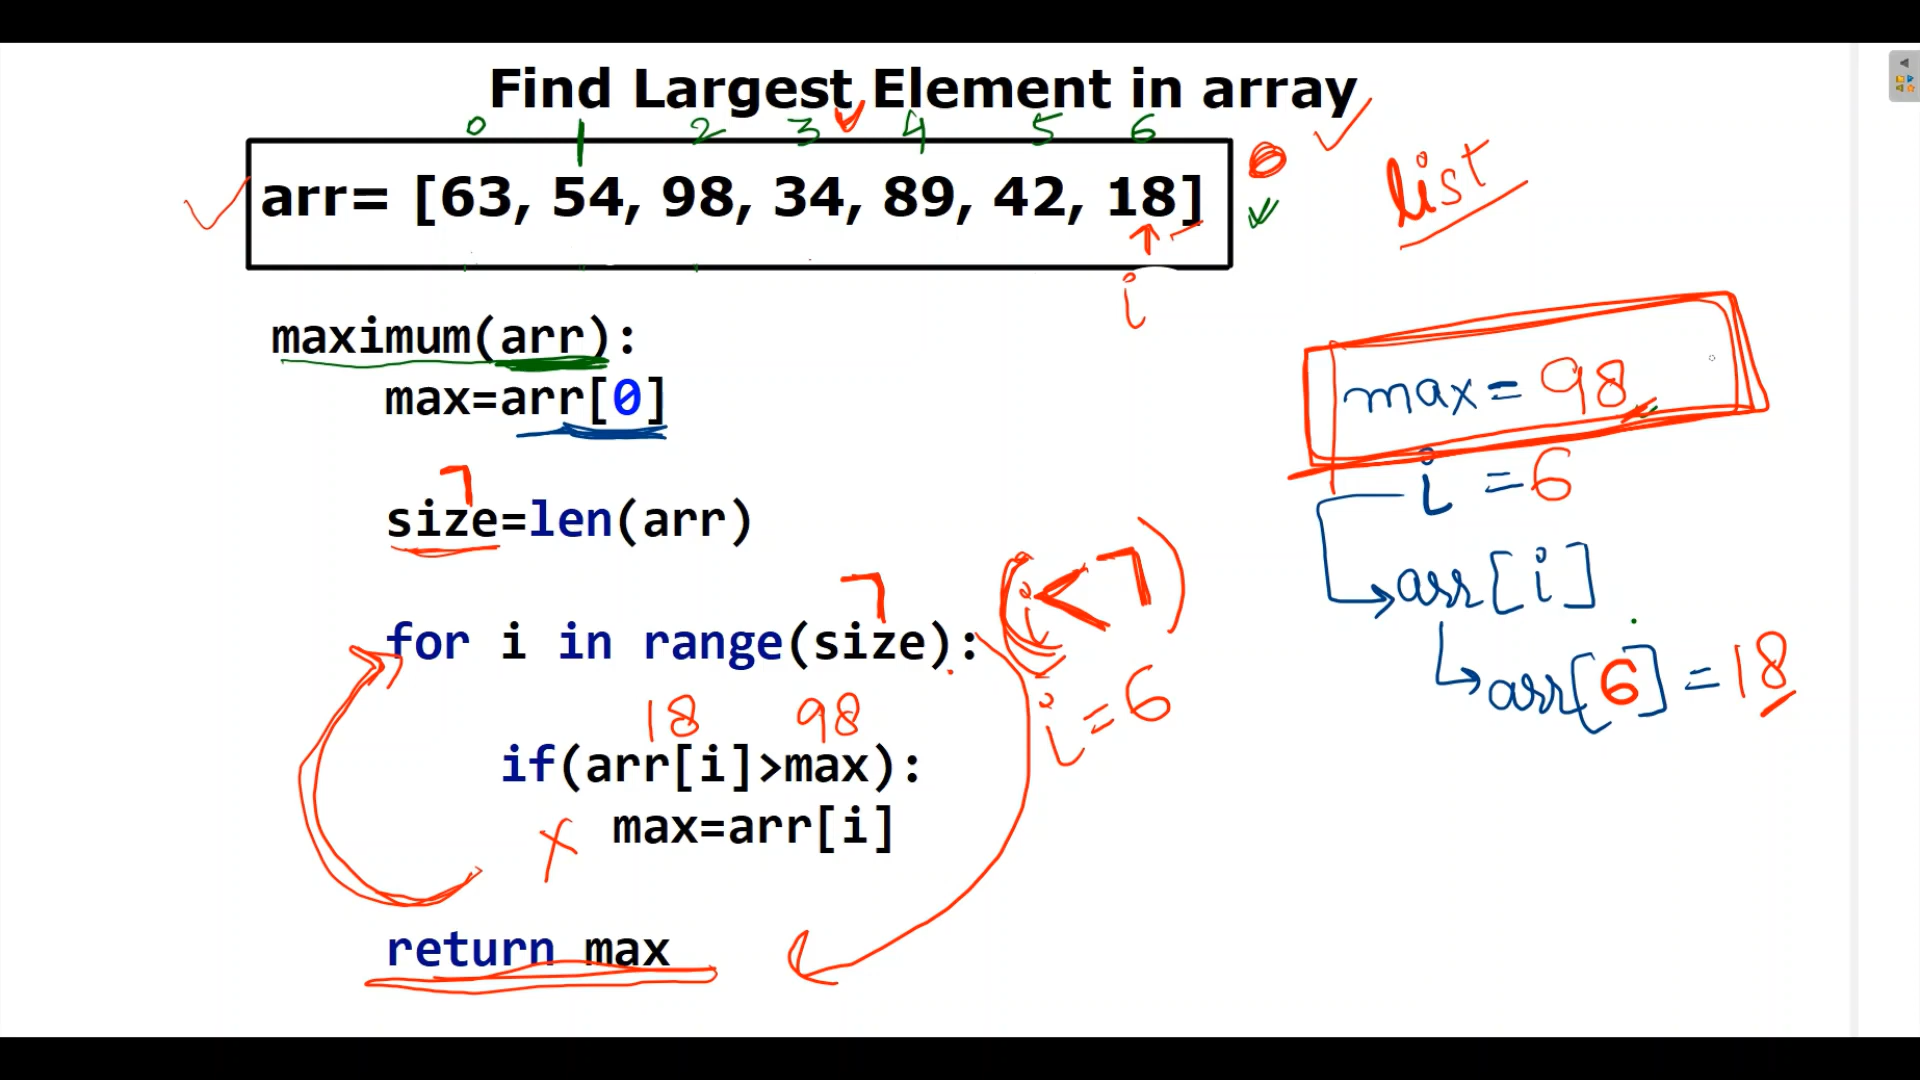 Find Largest Element in array
0 1 2 3 4 5 6
arr= [63, 54, 98, 34, 89, 42, 18]
list
i
maximum(arr):
max=arr[0]
max = 98
7
i = 6
size=len(arr)
7
i < 7
arr[i]
for i in range(size):
i = 6
arr[6] = 18
18 98
if(arr[i]>max):
max=arr[i]
return max